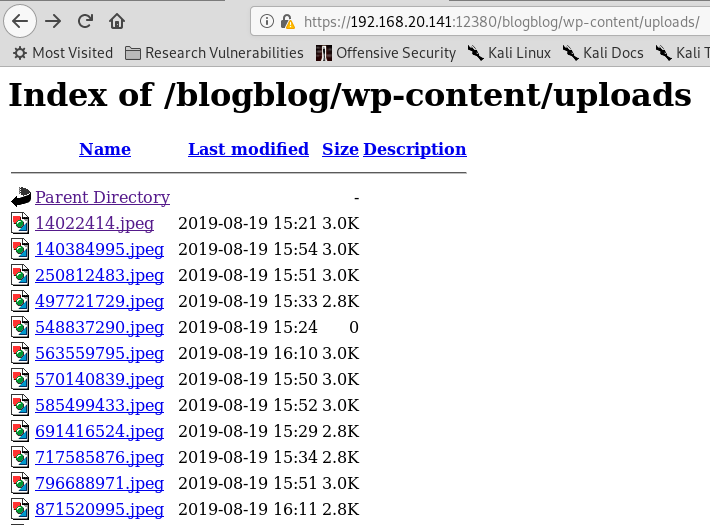 https://192.168.20.141:12380/blogblog/wp-content/uploads/
Most Visited Research Vulnerabilities Offensive Security Kali Linux Kali Docs Kali T
Index of /blogblog/wp-content/uploads
Name Last modified Size Description
Parent Directory -
14022414.jpeg 2019-08-19 15:21 3.0K
140384995.jpeg 2019-08-19 15:54 3.0K
250812483.jpeg 2019-08-19 15:51 3.0K
497721729.jpeg 2019-08-19 15:33 2.8K
548837290.jpeg 2019-08-19 15:24 0
563559795.jpeg 2019-08-19 16:10 3.0K
570140839.jpeg 2019-08-19 15:50 3.0K
585499433.jpeg 2019-08-19 15:52 3.0K
691416524.jpeg 2019-08-19 15:29 2.8K
717585876.jpeg 2019-08-19 15:34 2.8K
796688971.jpeg 2019-08-19 15:51 3.0K
871520995.jpeg 2019-08-19 16:11 2.8K